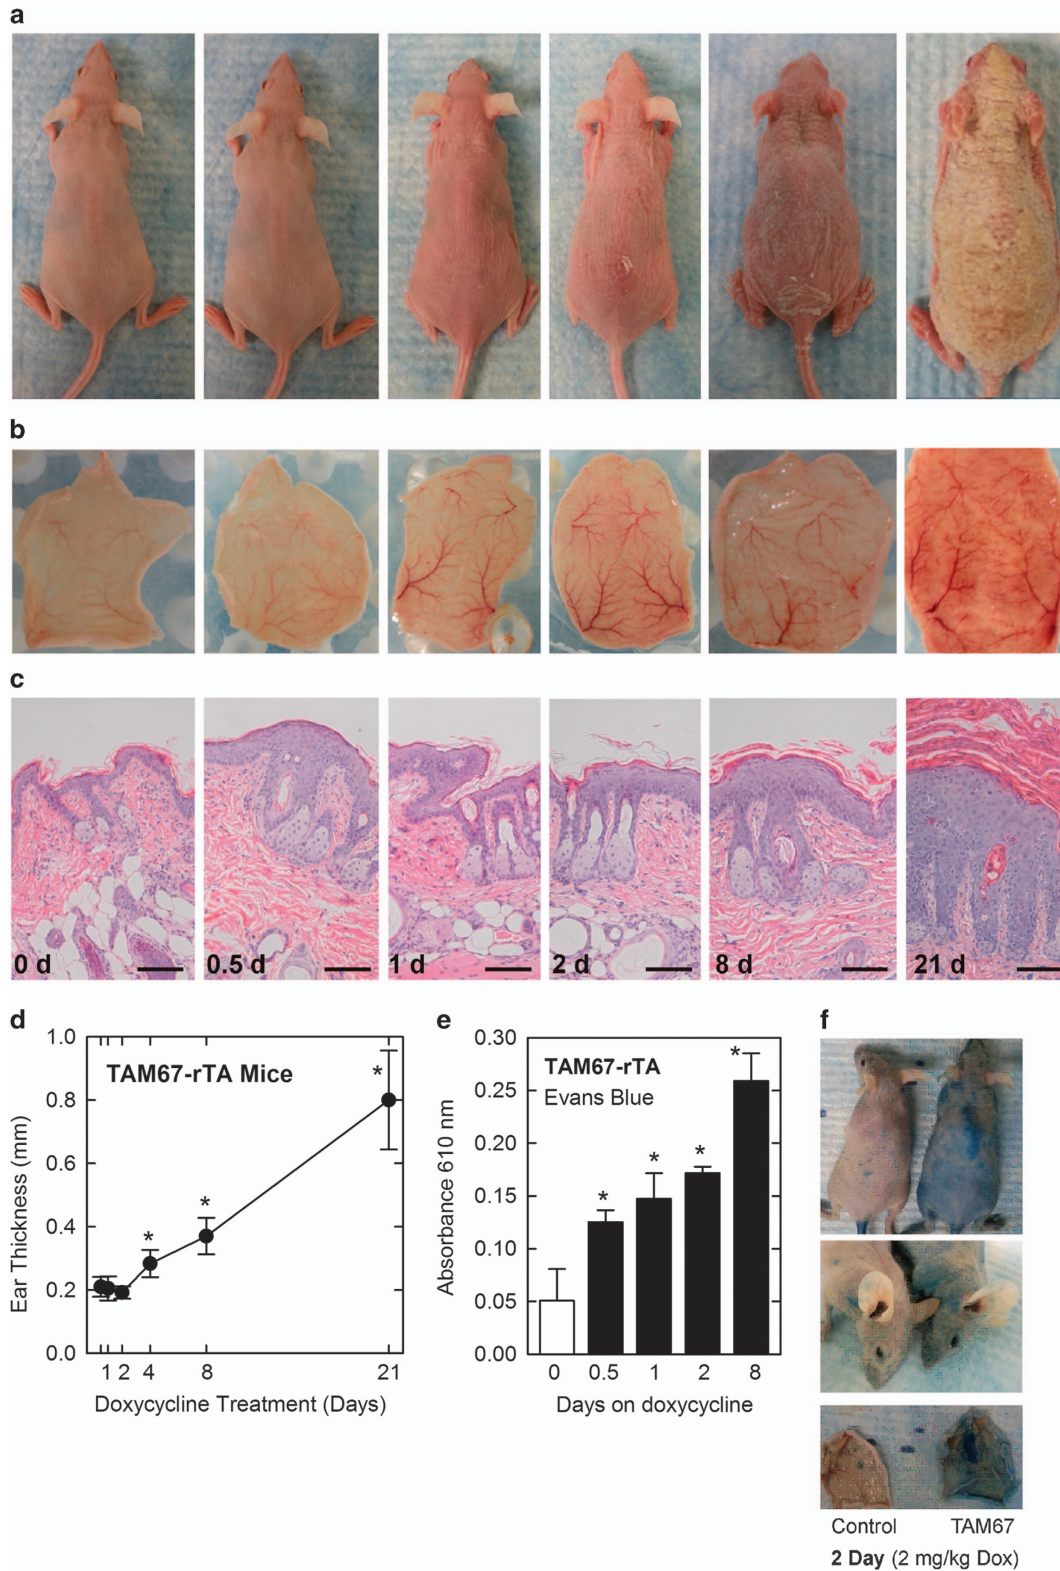 a
b
c
0 d
0.5 d
1 d
2 d
8 d
21 d
d
TAM67-rTA Mice
Ear Thickness (mm)
1.0
0.8
0.6
0.4
0.2
0.0
*
*
*
1 2 4 8 21
Doxycycline Treatment (Days)
e
TAM67-rTA
Evans Blue
Absorbance 610 nm
0.30
0.25
0.20
0.15
0.10
0.05
0.00
*
*
*
*
0 0.5 1 2 8
Days on doxycycline
f
Control TAM67
2 Day (2 mg/kg Dox)